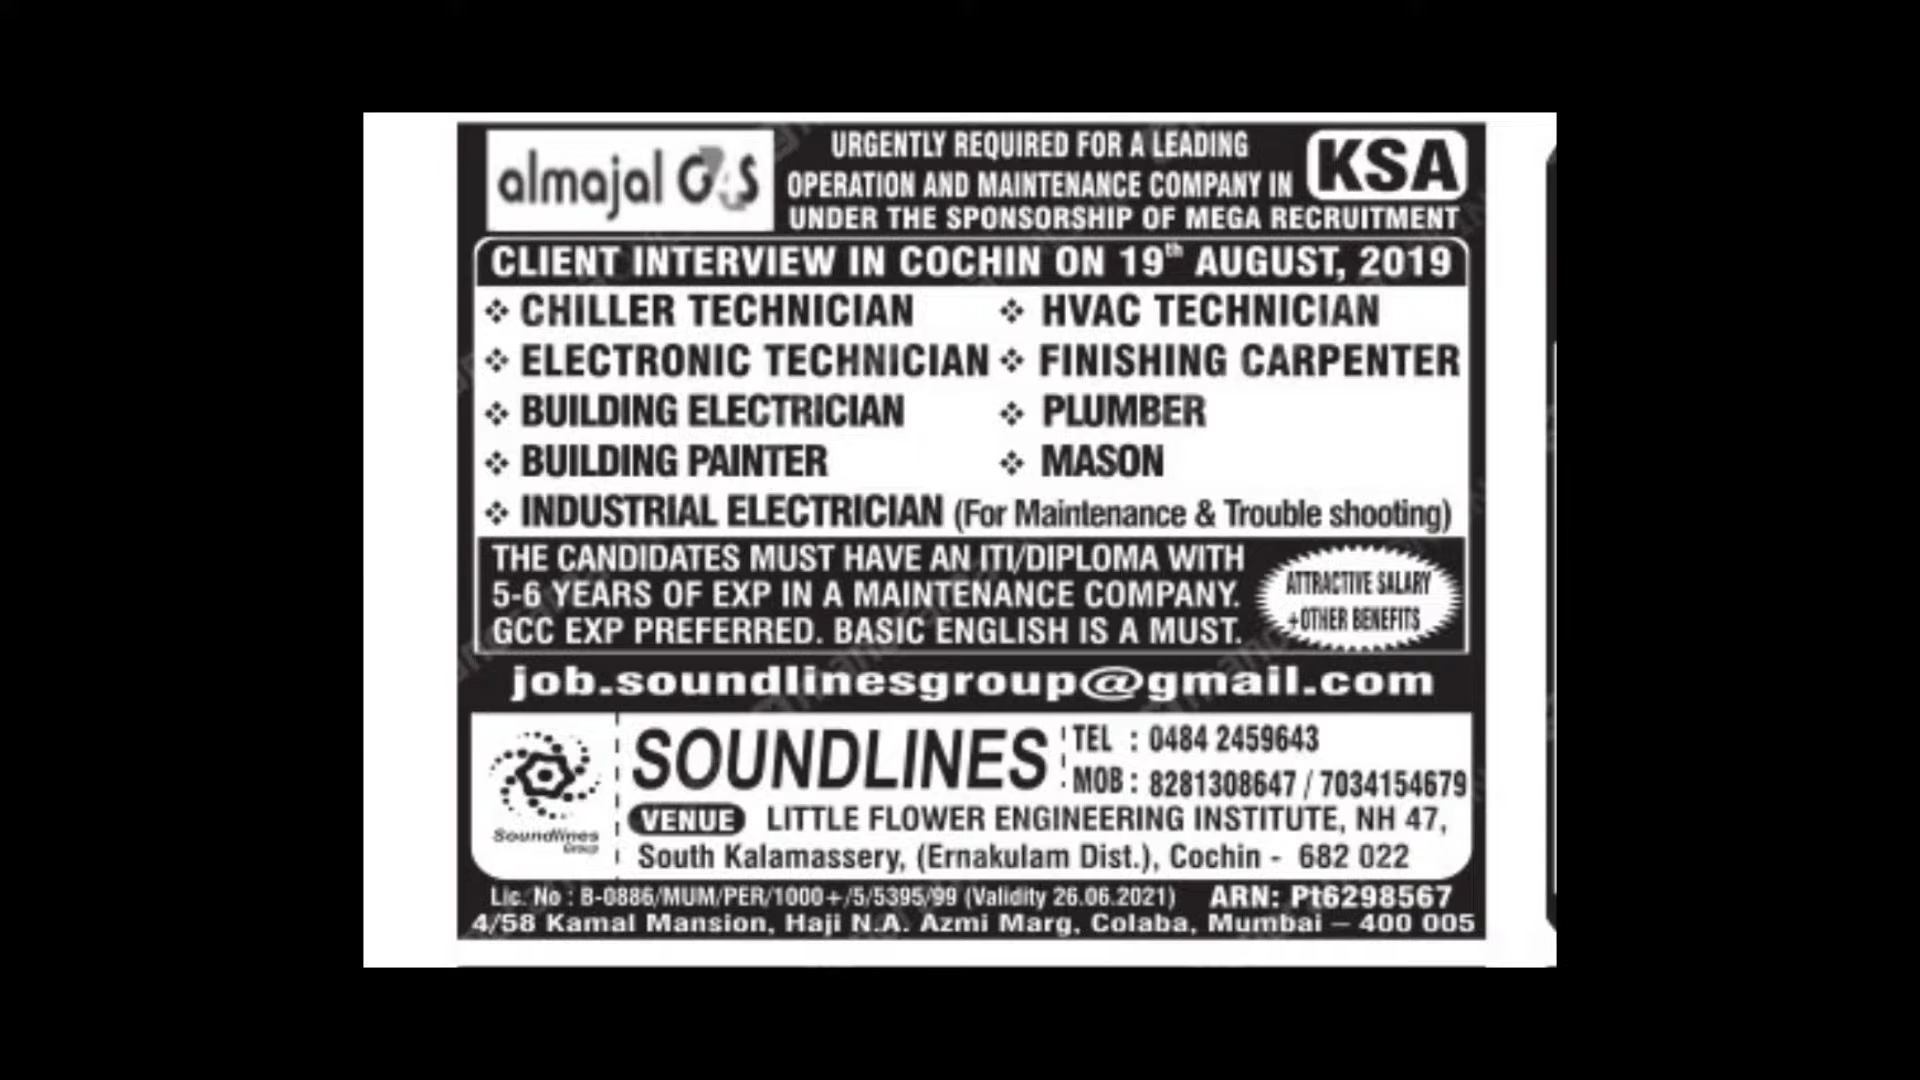 almajal G4S
URGENTLY REQUIRED FOR A LEADING
OPERATION AND MAINTENANCE COMPANY IN KSA
UNDER THE SPONSORSHIP OF MEGA RECRUITMENT
CLIENT INTERVIEW IN COCHIN ON 19th AUGUST, 2019
❖ CHILLER TECHNICIAN ❖ HVAC TECHNICIAN
❖ ELECTRONIC TECHNICIAN ❖ FINISHING CARPENTER
❖ BUILDING ELECTRICIAN ❖ PLUMBER
❖ BUILDING PAINTER ❖ MASON
❖ INDUSTRIAL ELECTRICIAN (For Maintenance & Trouble shooting)
THE CANDIDATES MUST HAVE AN ITI/DIPLOMA WITH
5-6 YEARS OF EXP IN A MAINTENANCE COMPANY.
GCC EXP PREFERRED. BASIC ENGLISH IS A MUST.
ATTRACTIVE SALARY
+OTHER BENEFITS
job.soundlinesgroup@gmail.com
Soundlines
Group
SOUNDLINES
TEL : 0484 2459643
MOB : 8281308647 / 7034154679
VENUE LITTLE FLOWER ENGINEERING INSTITUTE, NH 47,
South Kalamassery, (Ernakulam Dist.), Cochin - 682 022
Lic. No : B-0886/MUM/PER/1000+/5/5395/99 (Validity 26.06.2021) ARN: Pt6298567
4/58 Kamal Mansion, Haji N.A. Azmi Marg, Colaba, Mumbai – 400 005